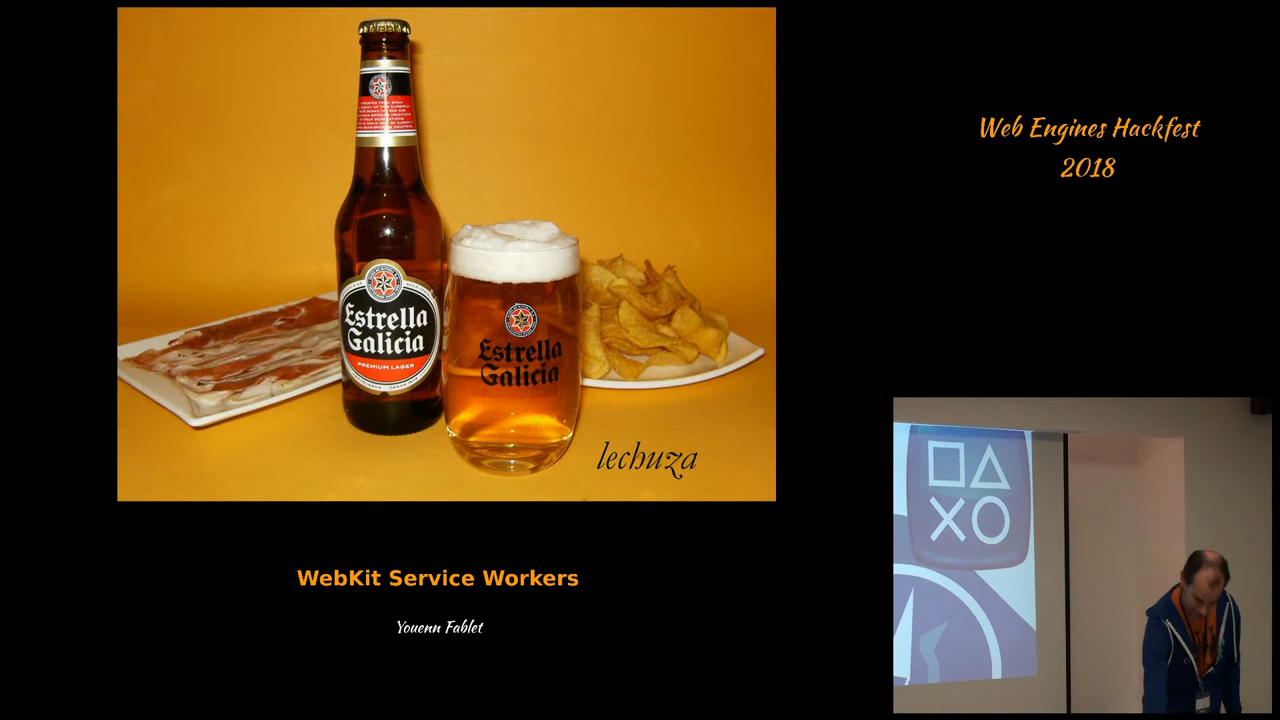 Estrella
Galicia
PREMIUM LAGER
Estrella
Galicia
lechuza
Web Engines Hackfest
2018
WebKit Service Workers
Youenn Fablet